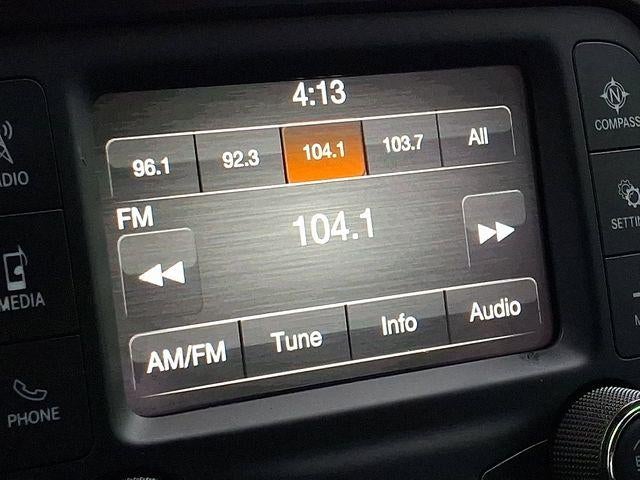 4:13
96.1 92.3 104.1 103.7 All
FM
104.1
AM/FM Tune Info Audio
MEDIA
PHONE
N
COMPASS